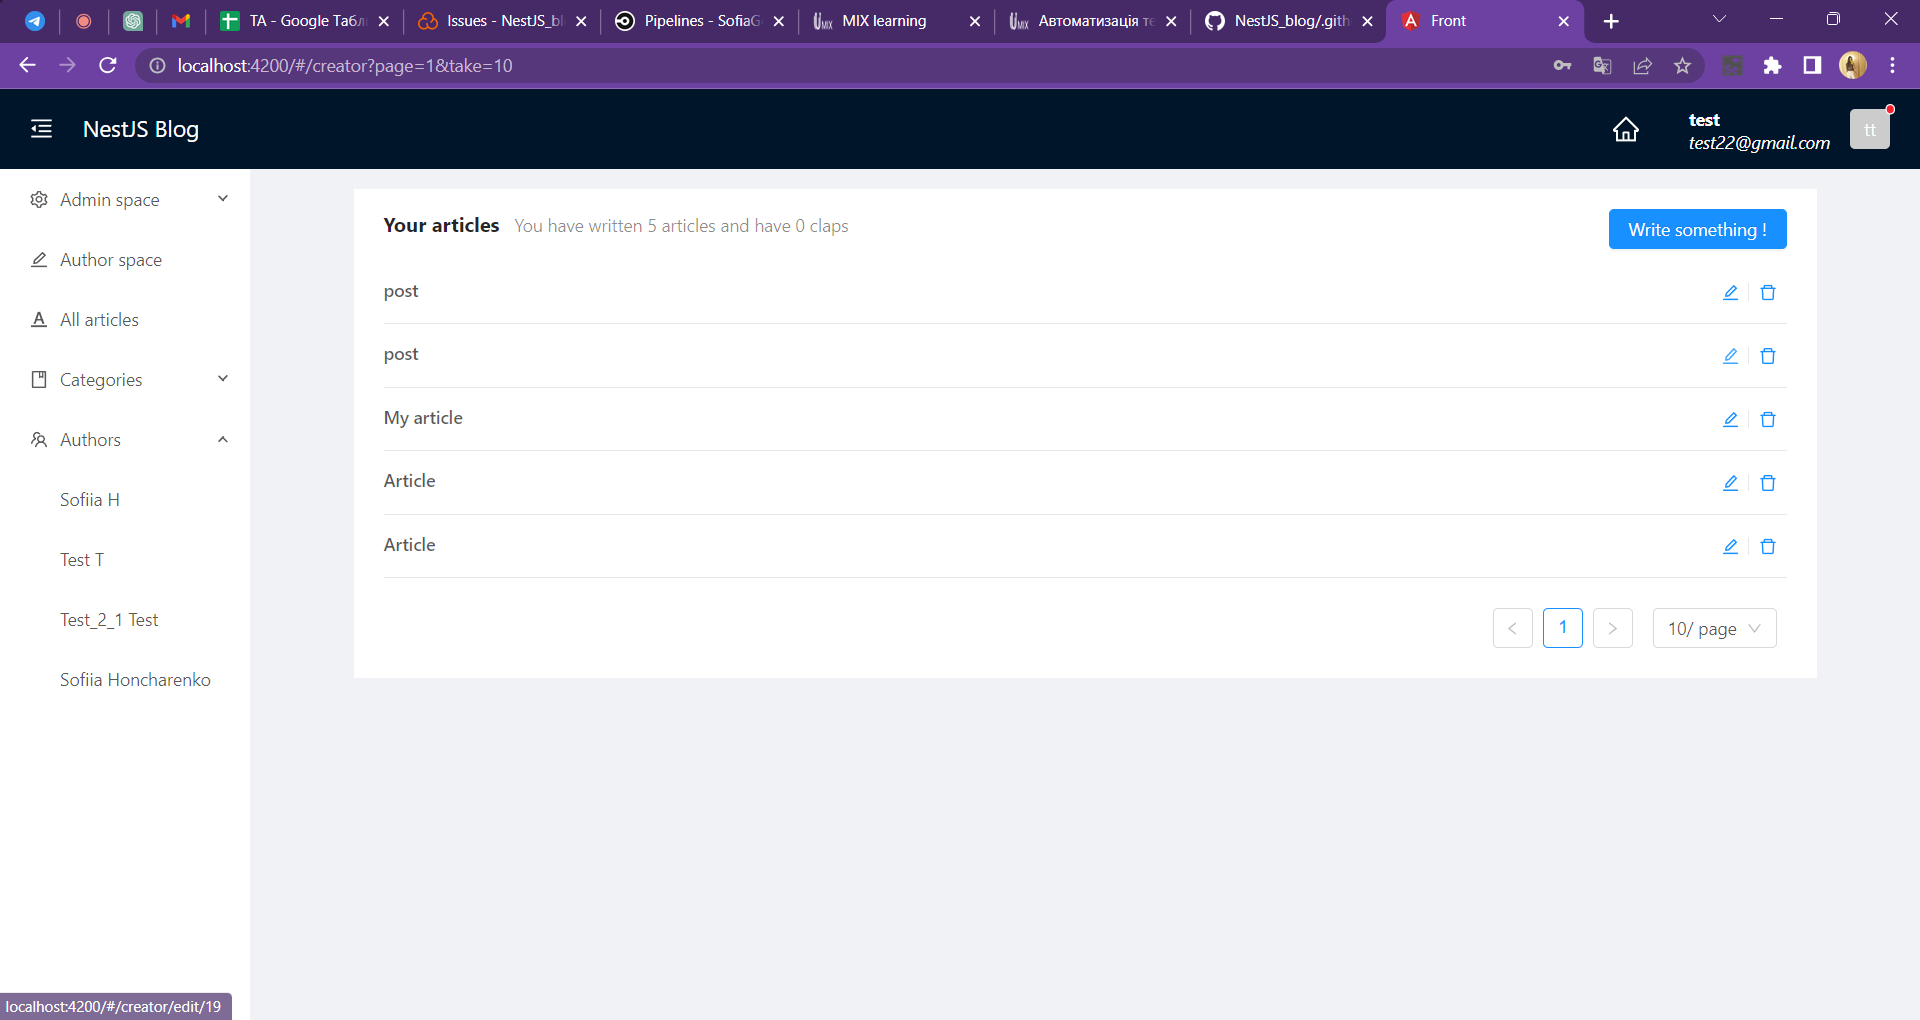 TA - Google Табл
Issues - NestJS_bl
Pipelines - SofiaG
MIX learning
Автоматизація те
NestJS_blog/.gith
Front
localhost:4200/#/creator?page=1&take=10
NestJS Blog
test
test22@gmail.com
tt
Admin space
Author space
All articles
Categories
Authors
Sofiia H
Test T
Test_2_1 Test
Sofiia Honcharenko
Your articles You have written 5 articles and have 0 claps
Write something !
post
post
My article
Article
Article
< 1 > 10/ page
localhost:4200/#/creator/edit/19